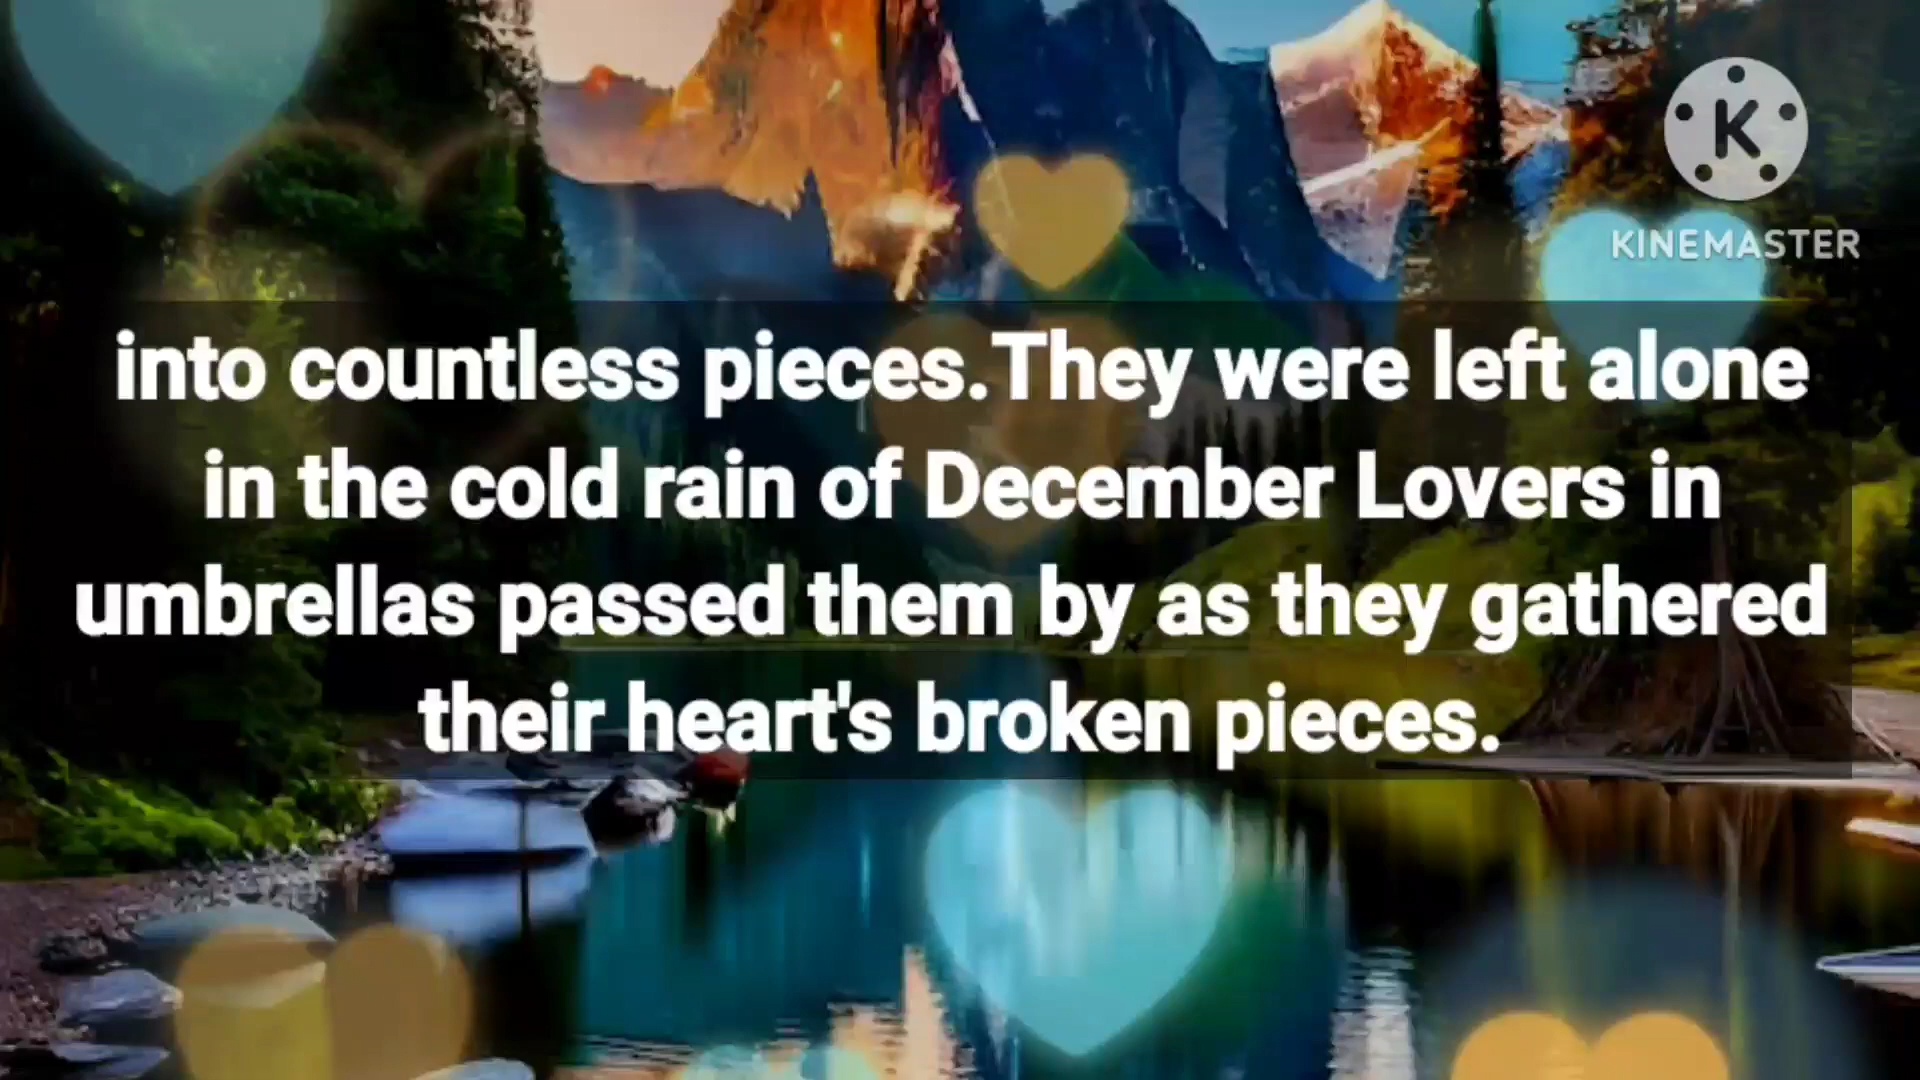 K
KINEMASTER
into countless pieces.They were left alone
in the cold rain of December Lovers in
umbrellas passed them by as they gathered
their heart's broken pieces.